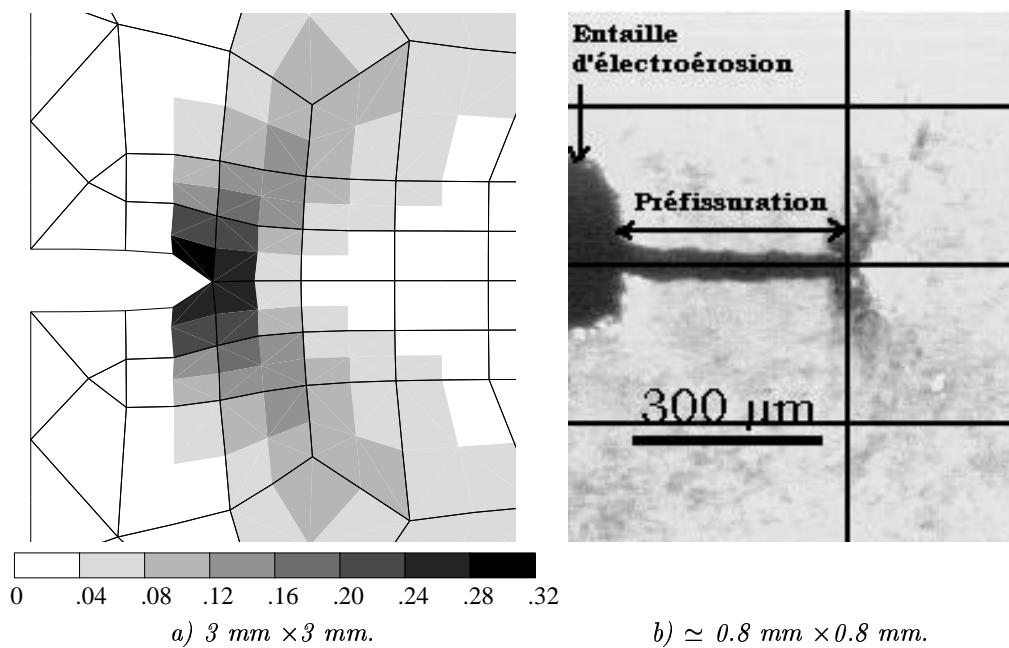 Entaille
d'électroérosion
Préfissuration
300 µm
0 .04 .08 .12 .16 .20 .24 .28 .32
a) 3 mm ×3 mm.
b) ≃ 0.8 mm ×0.8 mm.